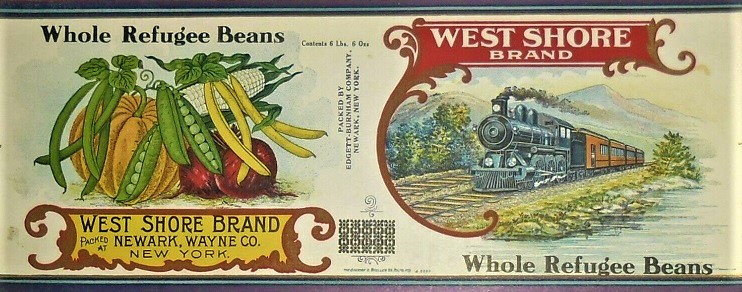 Whole Refugee Beans
Contents 6 Lbs. 6 Ozs
PACKED BY
EDGETT-BURNHAM COMPANY,
NEWARK, NEW YORK.
WEST SHORE BRAND
PACKED AT NEWARK, WAYNE CO.
NEW YORK.
WEST SHORE
BRAND
Whole Refugee Beans